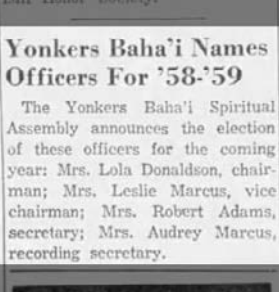 Yonkers Baha'i Names
Officers For '58-'59
The Yonkers Baha'i Spiritual
Assembly announces the election
of these officers for the coming
year: Mrs. Lola Donaldson, chair-
man; Mrs. Leslie Marcus, vice
chairman; Mrs. Robert Adams,
secretary; Mrs. Audrey Marcus,
recording secretary.